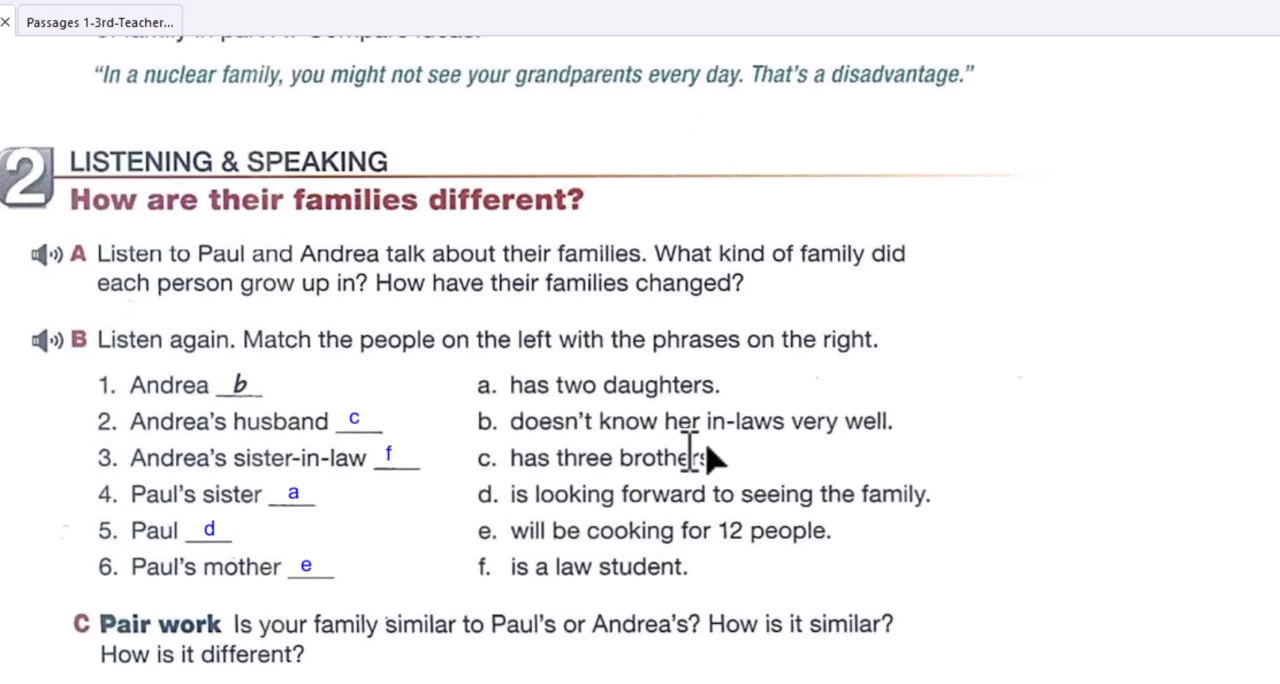 Passages 1-3rd-Teacher...
"In a nuclear family, you might not see your grandparents every day. That's a disadvantage."
2 LISTENING & SPEAKING
How are their families different?
A Listen to Paul and Andrea talk about their families. What kind of family did
each person grow up in? How have their families changed?
B Listen again. Match the people on the left with the phrases on the right.
1. Andrea b
a. has two daughters.
2. Andrea's husband c
b. doesn't know her in-laws very well.
3. Andrea's sister-in-law f
c. has three brothers
4. Paul's sister a
d. is looking forward to seeing the family.
5. Paul d
e. will be cooking for 12 people.
6. Paul's mother e
f. is a law student.
C Pair work Is your family similar to Paul's or Andrea's? How is it similar?
How is it different?